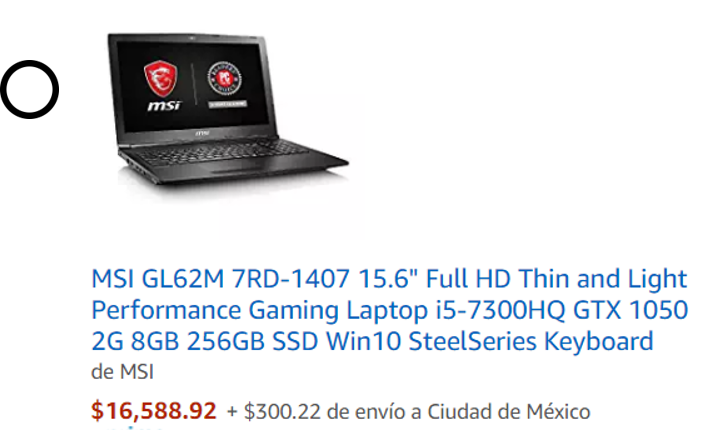 msi
PC
msi
MSI GL62M 7RD-1407 15.6" Full HD Thin and Light
Performance Gaming Laptop i5-7300HQ GTX 1050
2G 8GB 256GB SSD Win10 SteelSeries Keyboard
de MSI
$16,588.92 + $300.22 de envío a Ciudad de México